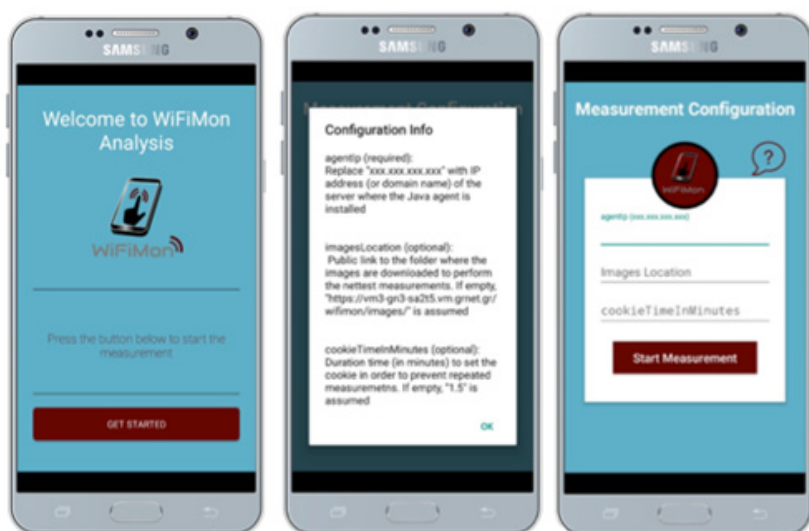 SAMSUNG
Welcome to WiFiMon
Analysis
WiFiMon
Press the button below to start the
measurement
GET STARTED
SAMSUNG
Measurement Configuration
Configuration Info
agentip (required):
Replace "xxx.xxx.xxx.xxx" with IP
address (or domain name) of the
server where the Java agent is
installed
imagesLocation (optional):
Public link to the folder where the
images are downloaded to perform
the nettest measurements. If empty,
"https://vm3-gn3-sa2t5.vm.grnet.gr/
wifimon/images/" is assumed
cookieTimeInMinutes (optional):
Duration time (in minutes) to set the
cookie in order to prevent repeated
measuremetns. If empty, "1.5" is
assumed
OK
SAMSUNG
Measurement Configuration
?
WiFiMon
agentip (xxx.xxx.xxx.xxx)
Images Location
cookieTimeInMinutes
Start Measurement